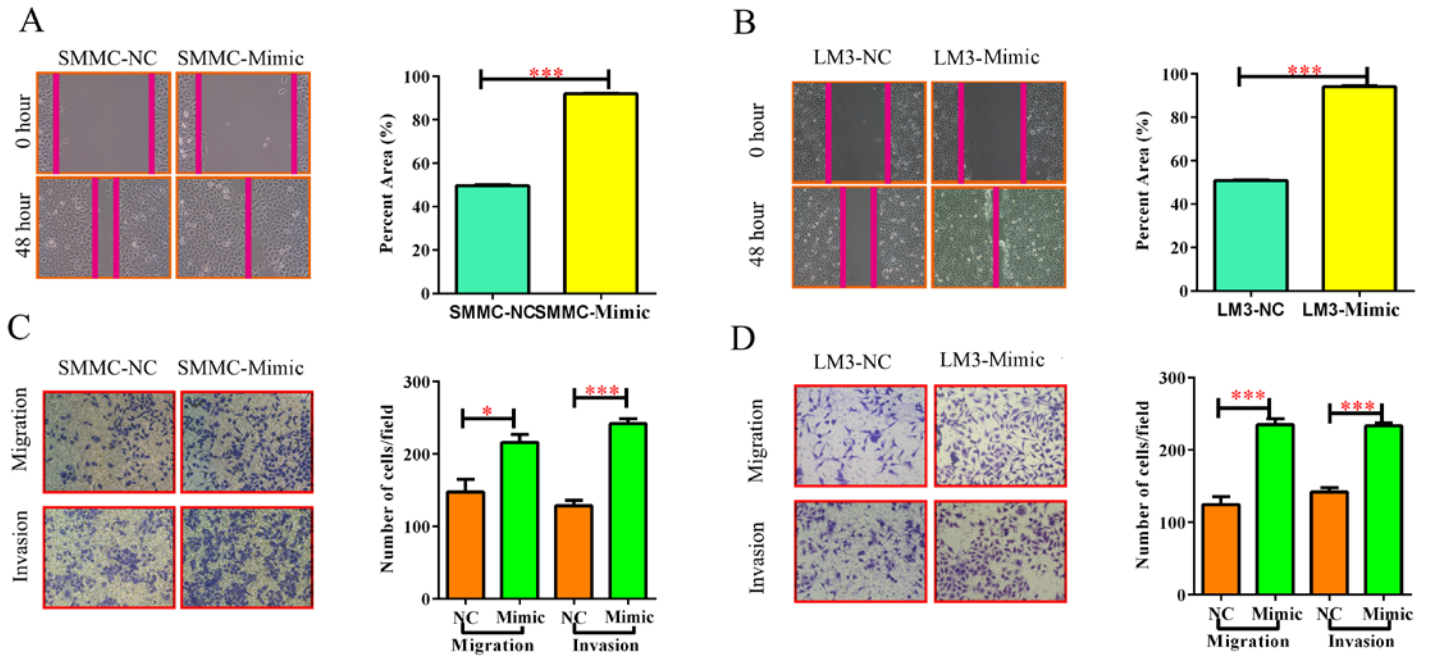 A
SMMC-NC SMMC-Mimic
0 hour
48 hour
Percent Area (%)
100
80
60
40
20
0
***
SMMC-NC SMMC-Mimic
B
LM3-NC LM3-Mimic
0 hour
48 hour
Percent Area (%)
100
80
60
40
20
0
***
LM3-NC LM3-Mimic
C
SMMC-NC SMMC-Mimic
Migration
Invasion
Number of cells/field
300
200
100
0
* ***
NC Mimic NC Mimic
Migration Invasion
D
LM3-NC LM3-Mimic
Migration
Invasion
Number of cells/field
300
200
100
0
*** ***
NC Mimic NC Mimic
Migration Invasion